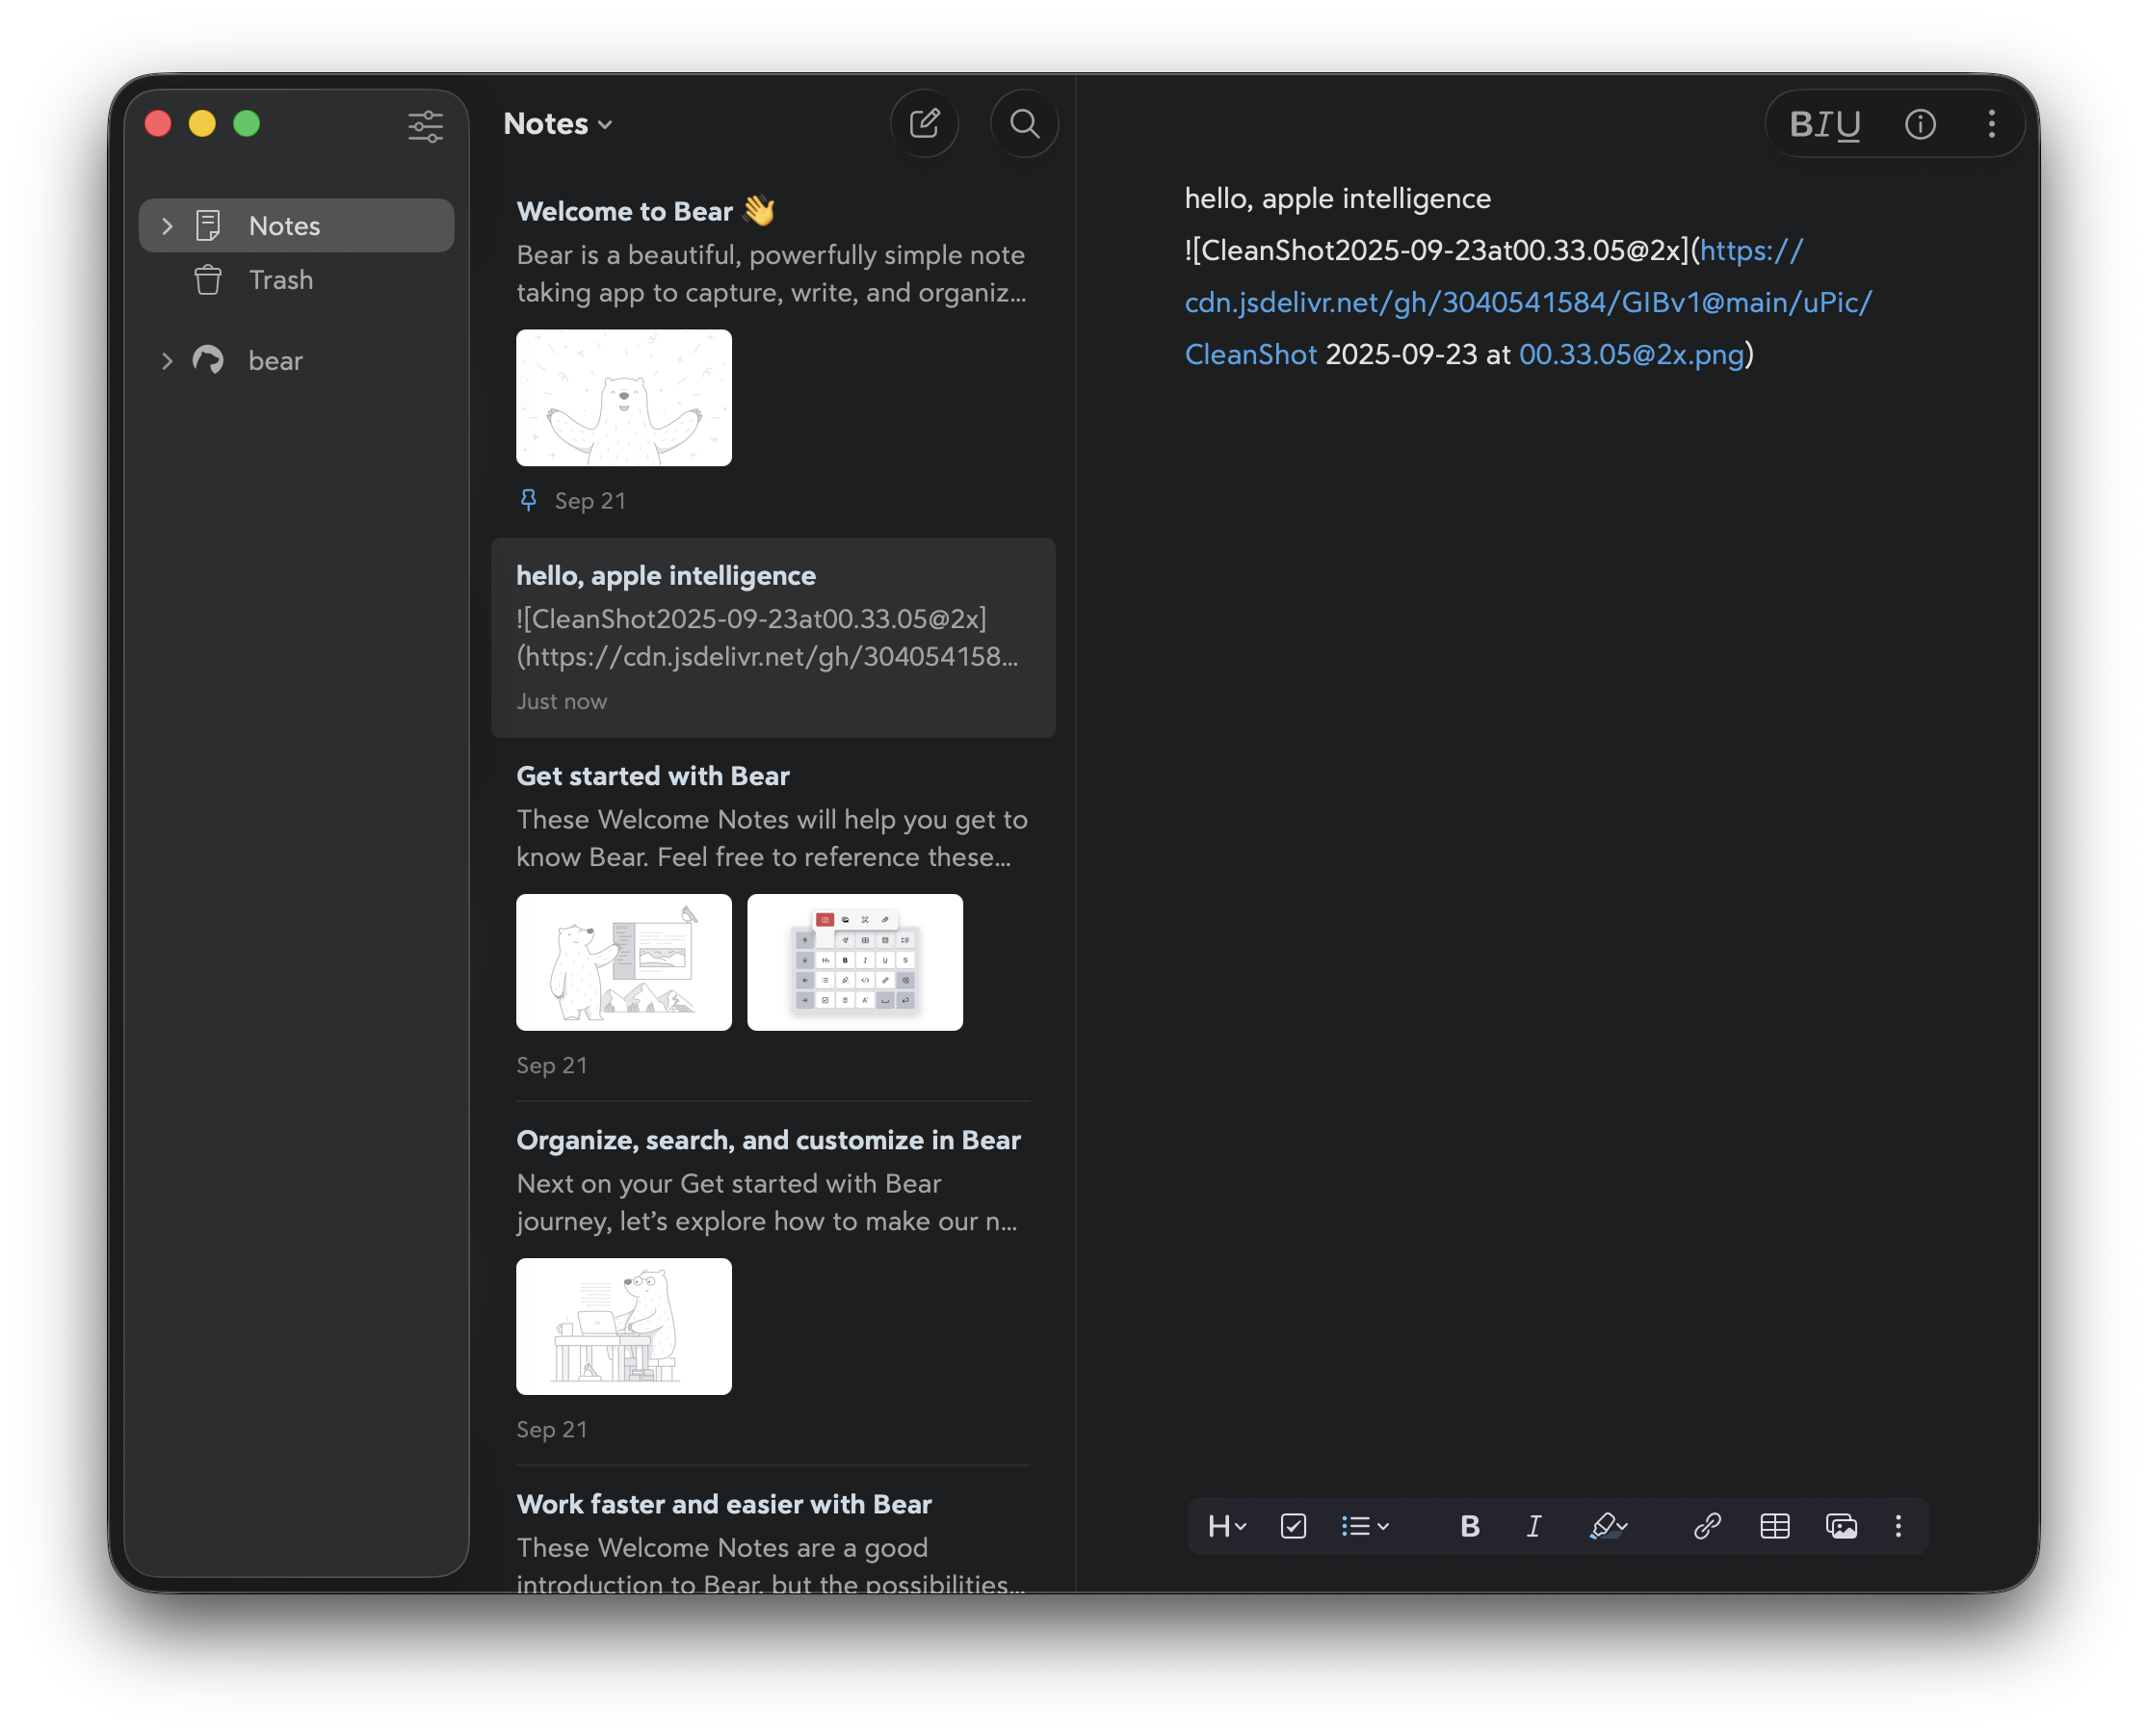 Notes
Trash
bear
Notes
Welcome to Bear 👋
Bear is a beautiful, powerfully simple note
taking app to capture, write, and organiz...
Sep 21
hello, apple intelligence
![CleanShot2025-09-23at00.33.05@2x]
(https://cdn.jsdelivr.net/gh/304054158...
Just now
Get started with Bear
These Welcome Notes will help you get to
know Bear. Feel free to reference these...
Sep 21
Organize, search, and customize in Bear
Next on your Get started with Bear
journey, let’s explore how to make our n...
Sep 21
Work faster and easier with Bear
These Welcome Notes are a good
introduction to Bear, but the possibilities...
BIU
hello, apple intelligence
![CleanShot2025-09-23at00.33.05@2x](https://
cdn.jsdelivr.net/gh/3040541584/GIBv1@main/uPic/
CleanShot 2025-09-23 at 00.33.05@2x.png)
H B I